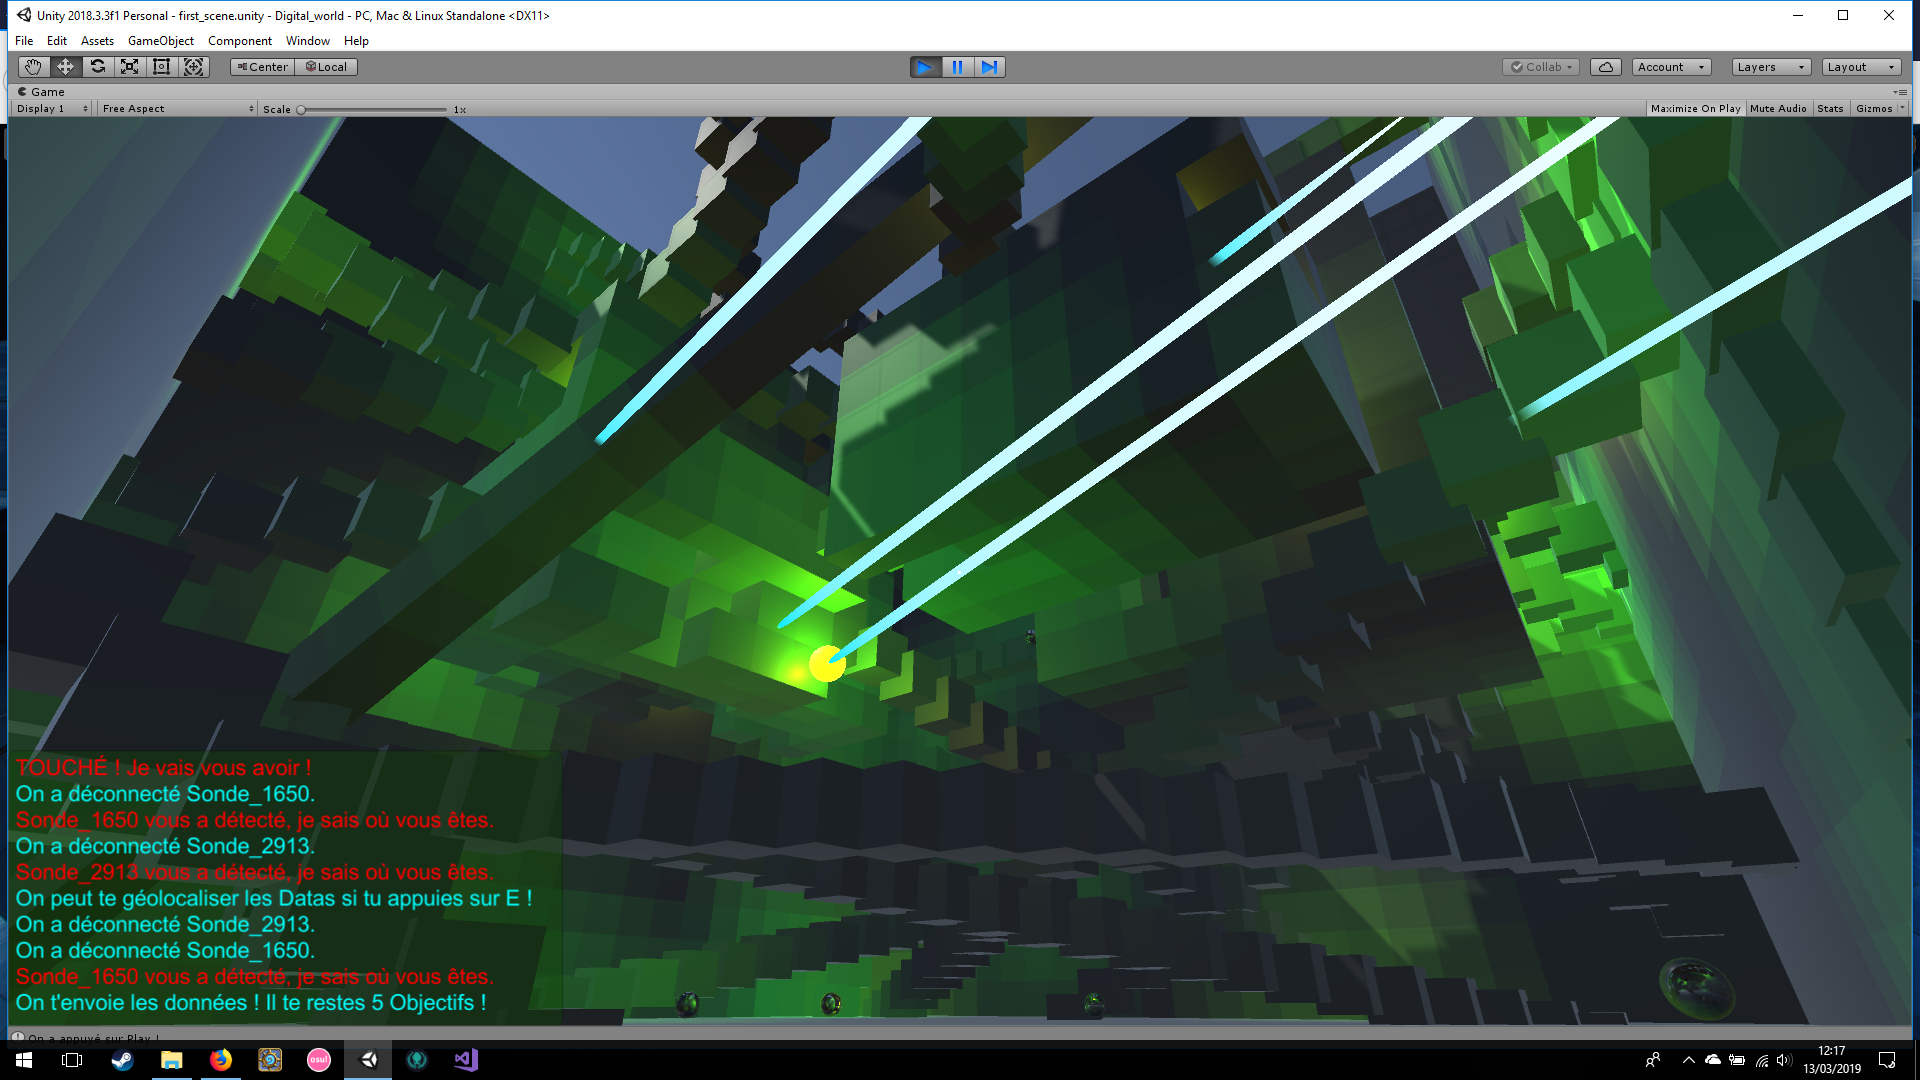 Unity 2018.3.3f1 Personal - first_scene.unity - Digital_world - PC, Mac & Linux Standalone <DX11>
File Edit Assets GameObject Component Window Help
Center Local Collab Account Layers Layout
Game
Display 1 Free Aspect Scale 1x Maximize On Play Mute Audio Stats Gizmos
TOUCHÉ ! Je vais vous avoir !
On a déconnecté Sonde_1650.
Sonde_1650 vous a détecté, je sais où vous êtes.
On a déconnecté Sonde_2913.
Sonde_2913 vous a détecté, je sais où vous êtes.
On peut te géolocaliser les Datas si tu appuies sur E !
On a déconnecté Sonde_2913.
On a déconnecté Sonde_1650.
Sonde_1650 vous a détecté, je sais où vous êtes.
On t'envoie les données ! Il te restes 5 Objectifs !
On a appuyé sur Play !
osu!
12:17
13/03/2019